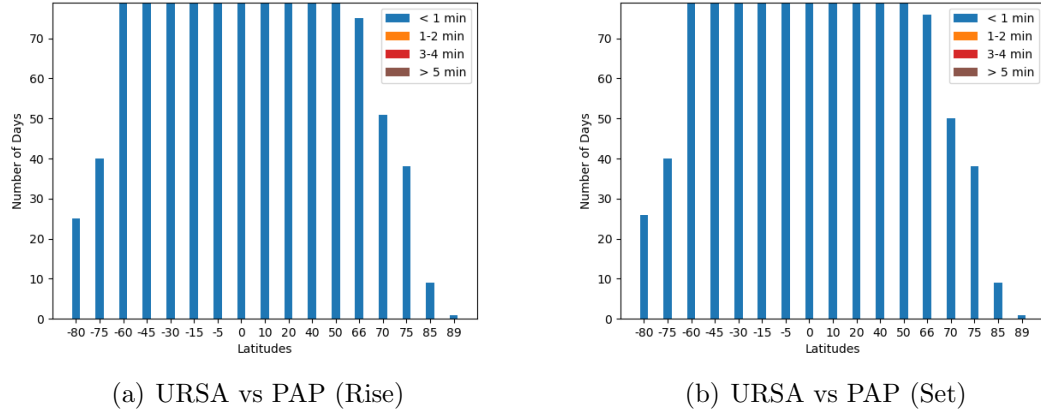 < 1 min
1-2 min
3-4 min
> 5 min
Number of Days
70
60
50
40
30
20
10
0
-80 -75 -60 -45 -30 -15 -5 0 10 20 40 50 66 70 75 85 89
Latitudes
(a) URSA vs PAP (Rise)
< 1 min
1-2 min
3-4 min
> 5 min
Number of Days
70
60
50
40
30
20
10
0
-80 -75 -60 -45 -30 -15 -5 0 10 20 40 50 66 70 75 85 89
Latitudes
(b) URSA vs PAP (Set)